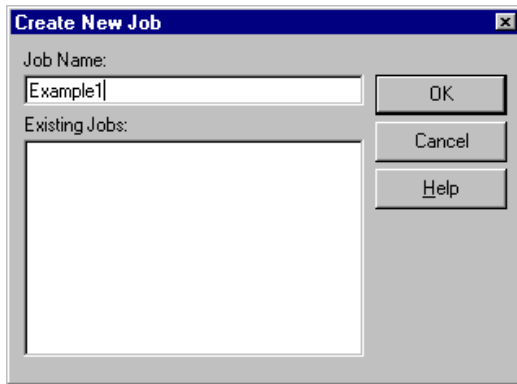 Create New Job
Job Name:
Example1
OK
Existing Jobs:
Cancel
Help